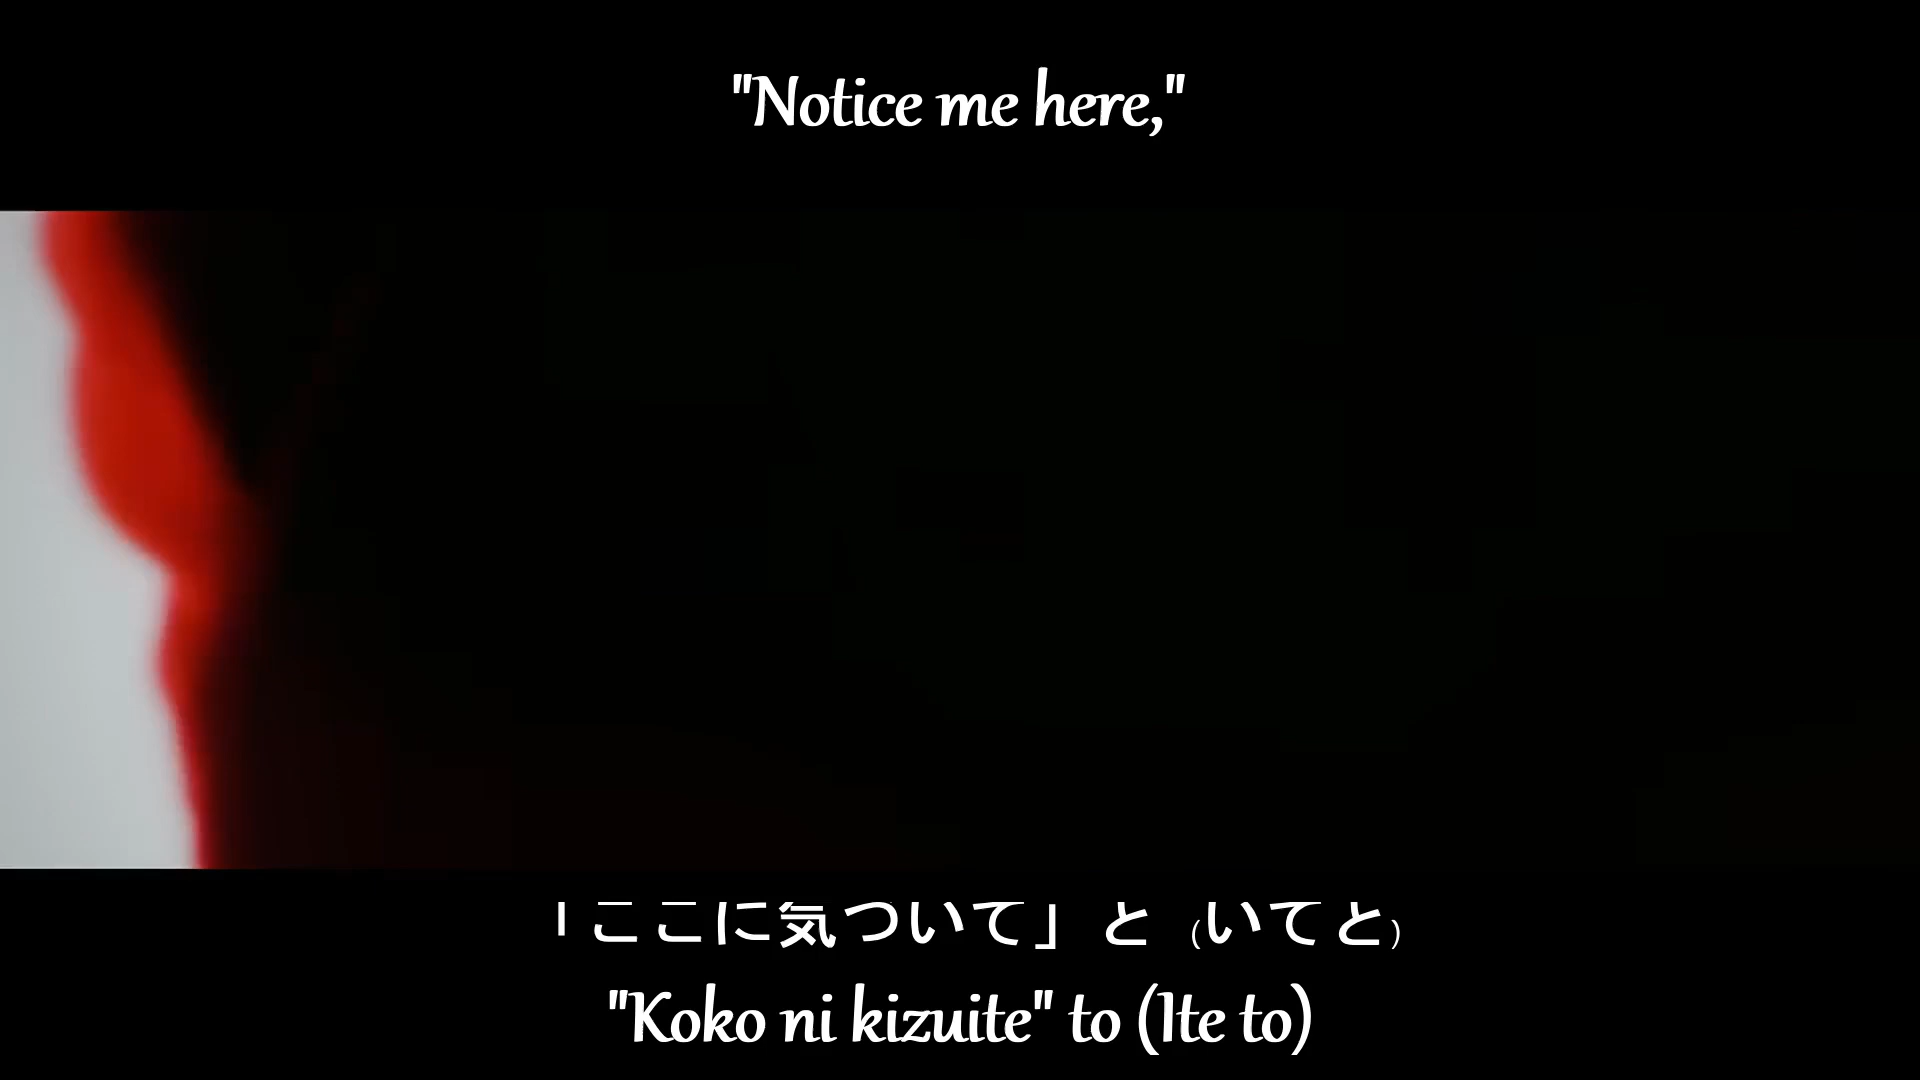 "Notice me here,"
「ここに気づいて」と (いてと)
"Koko ni kizuite" to (Ite to)